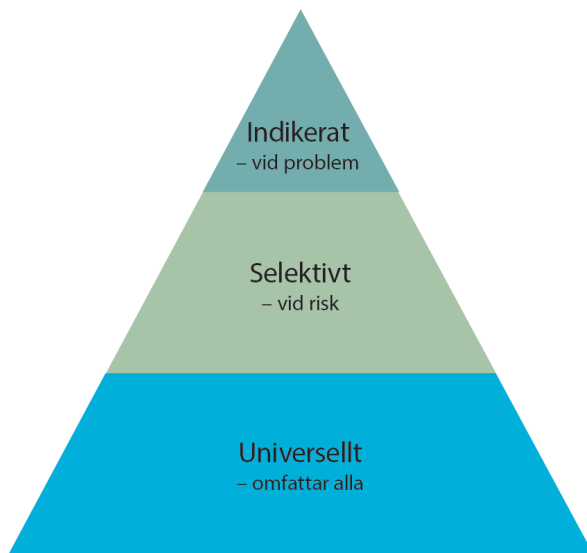 Indikerat
– vid problem
Selektivt
– vid risk
Universellt
– omfattar alla